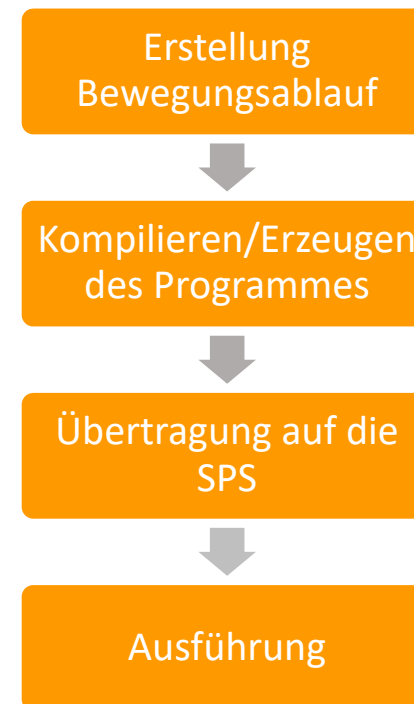 Erstellung
Bewegungsablauf
Kompilieren/Erzeugen
des Programmes
Übertragung auf die
SPS
Ausführung